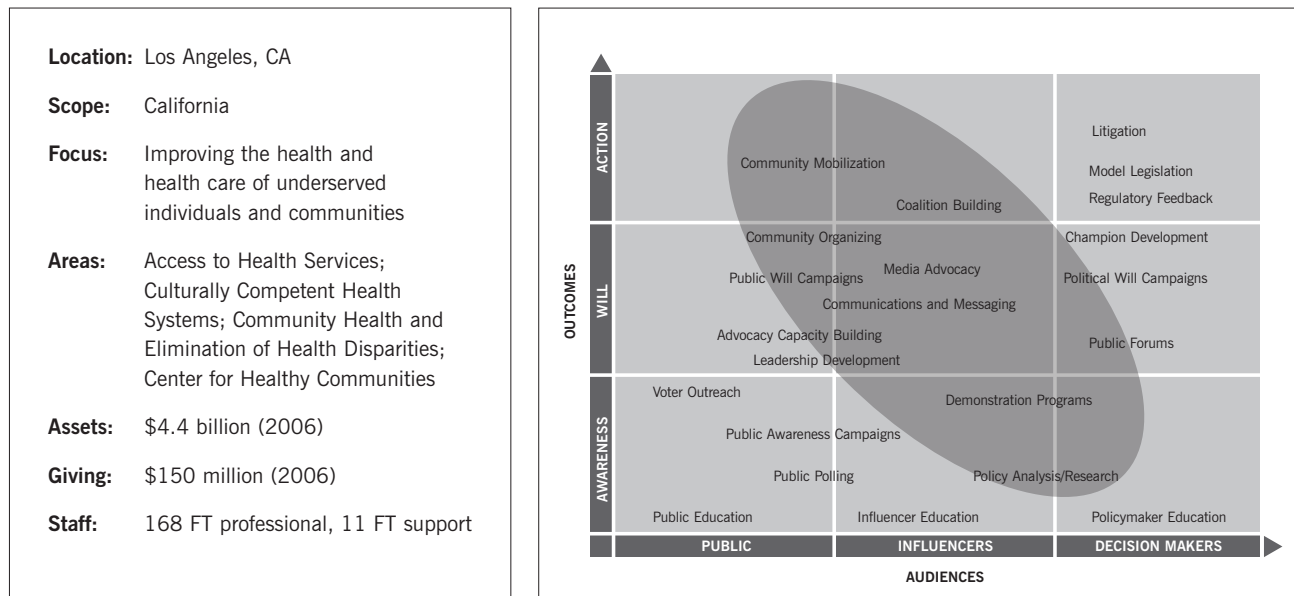 Location: Los Angeles, CA
Scope: California
Focus: Improving the health and
health care of underserved
individuals and communities
Areas: Access to Health Services;
Culturally Competent Health
Systems; Community Health and
Elimination of Health Disparities;
Center for Healthy Communities
Assets: $4.4 billion (2006)
Giving: $150 million (2006)
Staff: 168 FT professional, 11 FT support
OUTCOMES
ACTION
Community Mobilization
Coalition Building
Litigation
Model Legislation
Regulatory Feedback
WILL
Community Organizing
Public Will Campaigns
Media Advocacy
Communications and Messaging
Advocacy Capacity Building
Leadership Development
Champion Development
Political Will Campaigns
Public Forums
AWARENESS
Voter Outreach
Demonstration Programs
Public Awareness Campaigns
Public Polling
Policy Analysis/Research
Public Education
Influencer Education
Policymaker Education
PUBLIC
INFLUENCERS
DECISION MAKERS
AUDIENCES